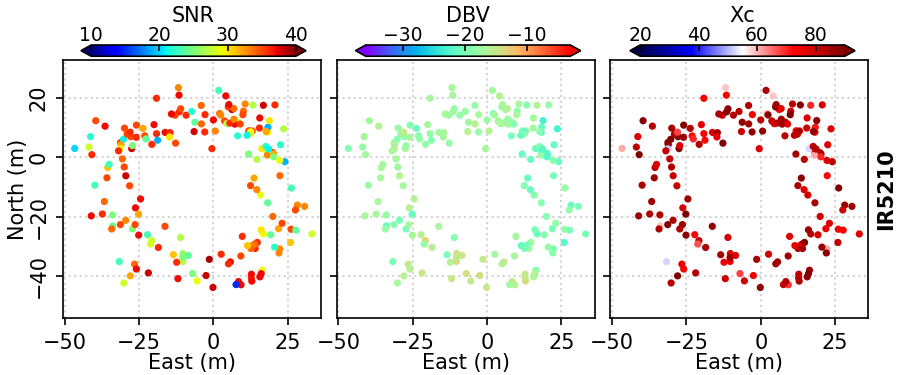 SNR DBV Xc
10 20 30 40 −30 −20 −10 20 40 60 80
20
0
−20
−40
North (m)
−50 −25 0 25 −50 −25 0 25 −50 −25 0 25
East (m) East (m) East (m)
IR5210